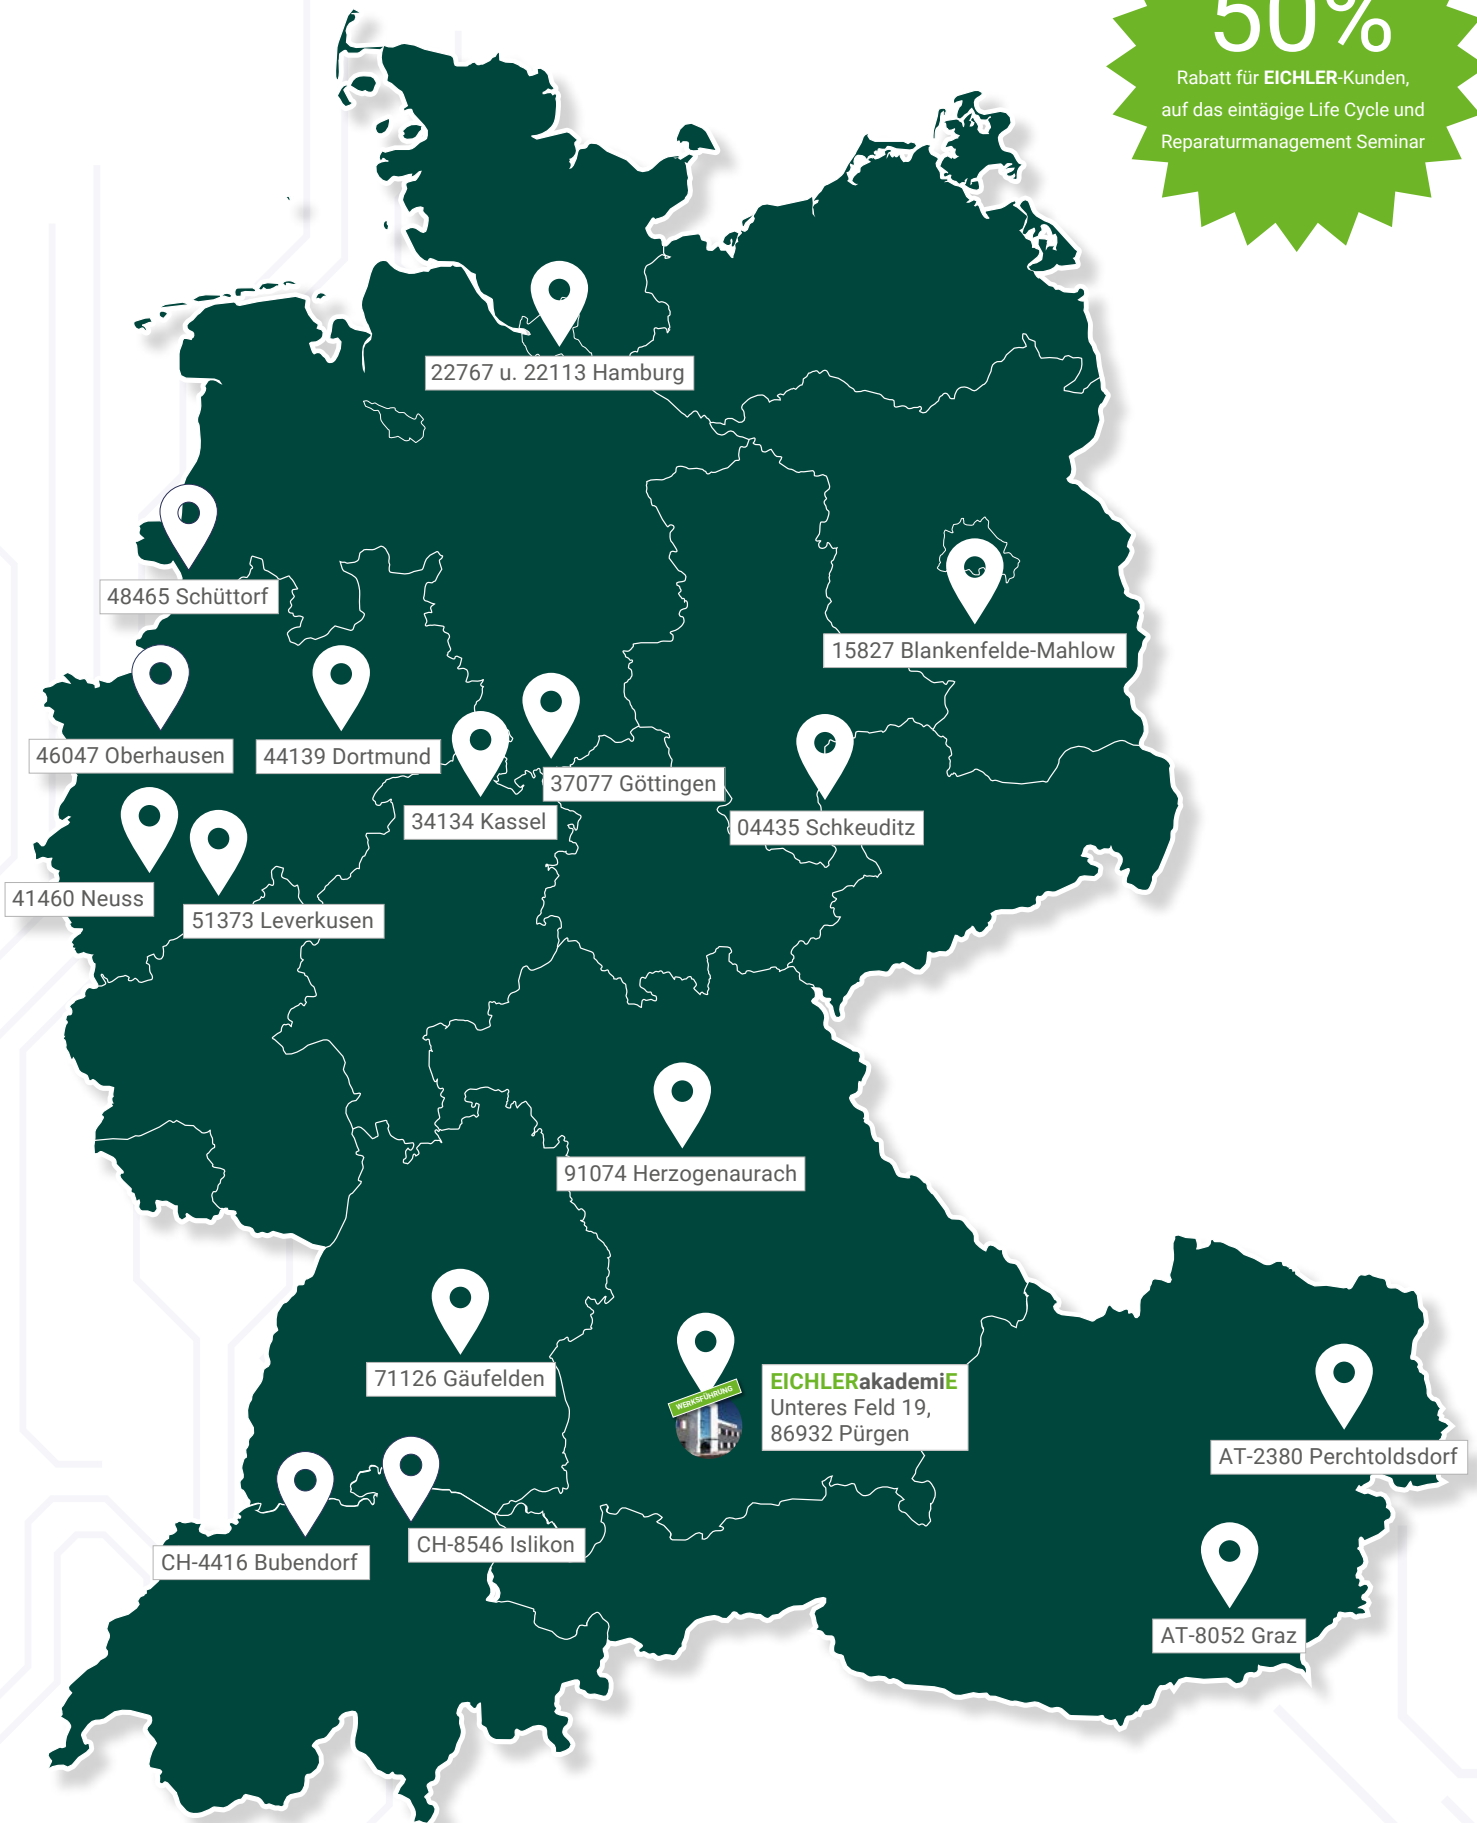 50%
Rabatt für EICHLER-Kunden,
auf das eintägige Life Cycle und
Reparaturmanagement Seminar
22767 u. 22113 Hamburg
48465 Schüttorf
15827 Blankenfelde-Mahlow
46047 Oberhausen
44139 Dortmund
37077 Göttingen
34134 Kassel
04435 Schkeuditz
41460 Neuss
51373 Leverkusen
91074 Herzogenaurach
71126 Gäufelden
WERKSFÜHRUNG
EICHLERakademiE
Unteres Feld 19,
86932 Pürgen
AT-2380 Perchtoldsdorf
CH-8546 Islikon
CH-4416 Bubendorf
AT-8052 Graz